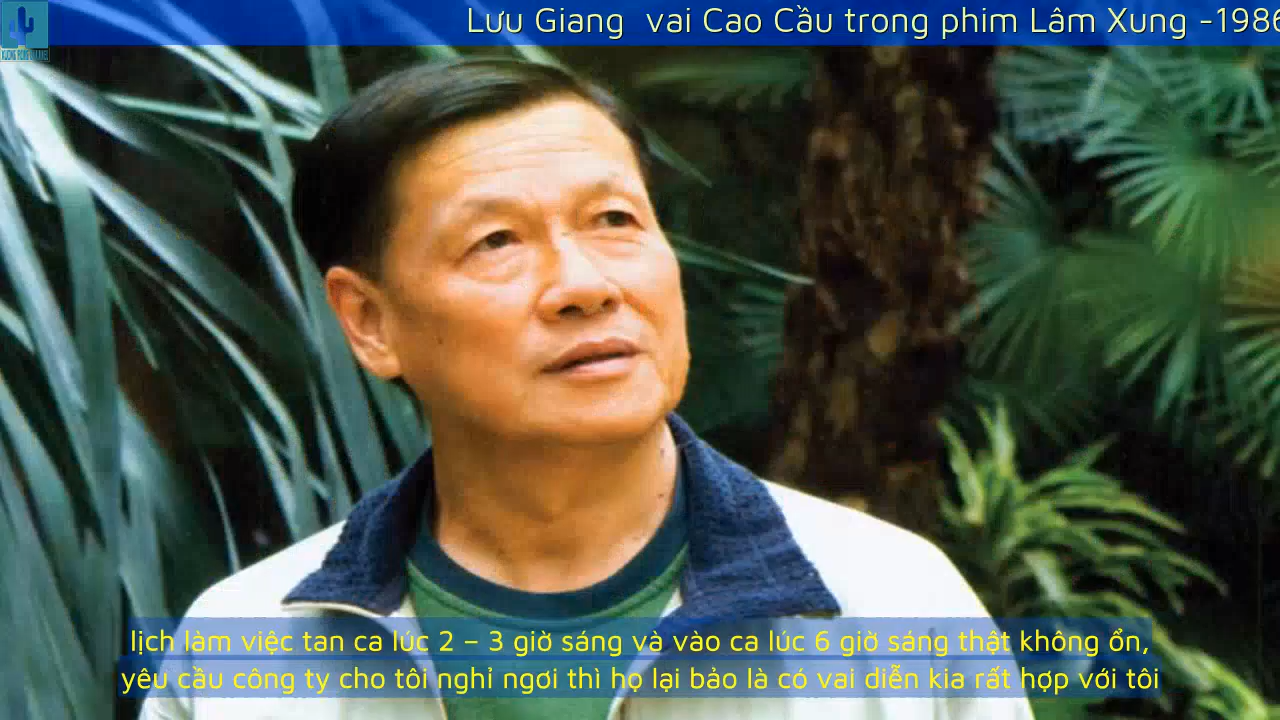 Lưu Giang vai Cao Cầu trong phim Lâm Xung -1986
lịch làm việc tan ca lúc 2 – 3 giờ sáng và vào ca lúc 6 giờ sáng thật không ổn,
yêu cầu công ty cho tôi nghỉ ngơi thì họ lại bảo là có vai diễn kia rất hợp với tôi